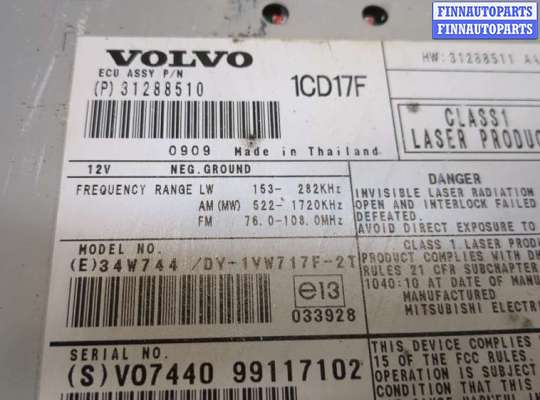 FINNAUTOPARTS
FINNAUTOPARTS
VOLVO
ECU ASSY P/N
(P) 31288510
1CD17F
HW:31288511
0909 Made in Thailand
CLASS1
LASER PRODUC
12V NEG.GROUND
FREQUENCY RANGE LW 153- 282KHz
AM (MW) 522-1720KHz
FM 76.0-108.0MHz
DANGER
INVISIBLE LASER RADIATION
OPEN AND INTERLOCK FAILED
DEFEATED.
AVOID DIRECT EXPOSURE TO
MODEL NO.
(E)34W744 /DY-1VW717F-2T
e13
033928
CLASS 1 LASER PROD
PRODUCT COMPLIES WITH DH
RULES 21 CFR SUBCHAPTER
1040:10 AT DATE OF MANU
MANUFACTURED
MITSUBISHI ELECTR
SERIAL NO.
(S)V07440 99117102
THIS DEVICE COMPLIES
15 OF THE FCC RULES.
OPERATION IS SUBJECT
CONDITION THAT THIS